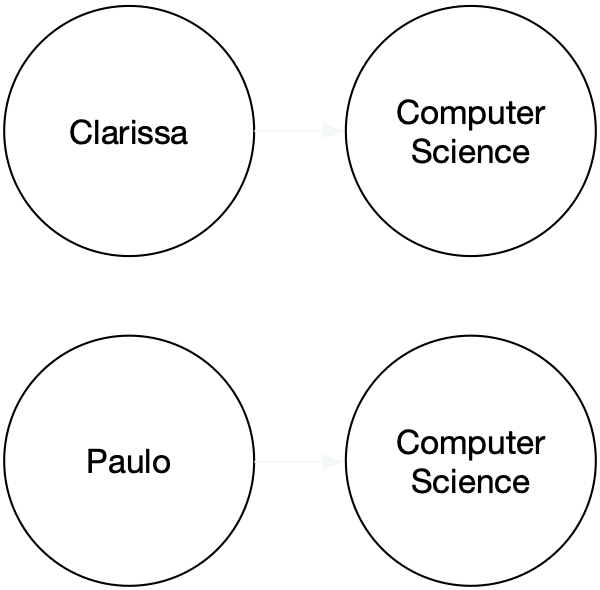 Clarissa
Computer
Science
Paulo
Computer
Science